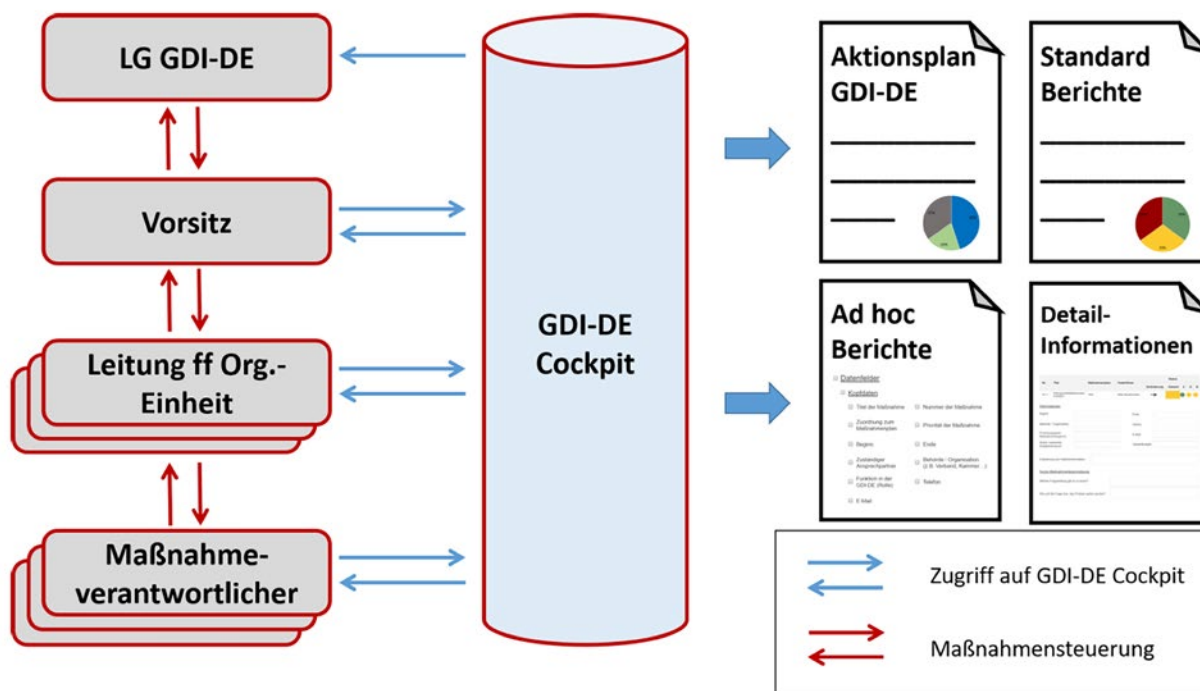 LG GDI-DE
Vorsitz
Leitung ff Org.-
Einheit
Maßnahme-
verantwortlicher
GDI-DE
Cockpit
Aktionsplan
GDI-DE
Standard
Berichte
Ad hoc
Berichte
Datenfelder
Kopfdaten
Titel der Maßnahme
Nummer der Maßnahme
Zuordnung zum
Maßnahmenplan
Priorität der Maßnahme
Beginn
Ende
Zuständiger
Ansprechpartner
Behörde / Organisation
(z.B. Verband, Kammer...)
Funktion in der
GDI-DE (Rolle)
Telefon
E-Mail
Detail-
Informationen
Zugriff auf GDI-DE Cockpit
Maßnahmensteuerung